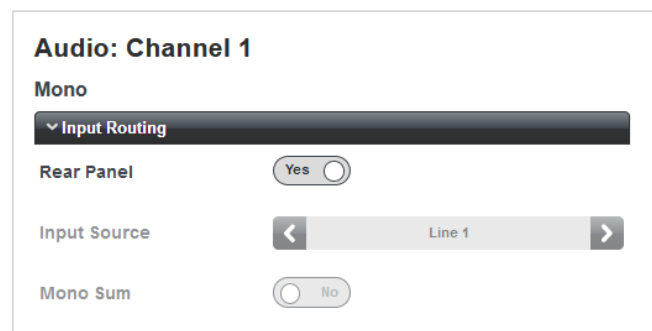 Audio: Channel 1
Mono
Input Routing
Rear Panel Yes
Input Source Line 1
Mono Sum No